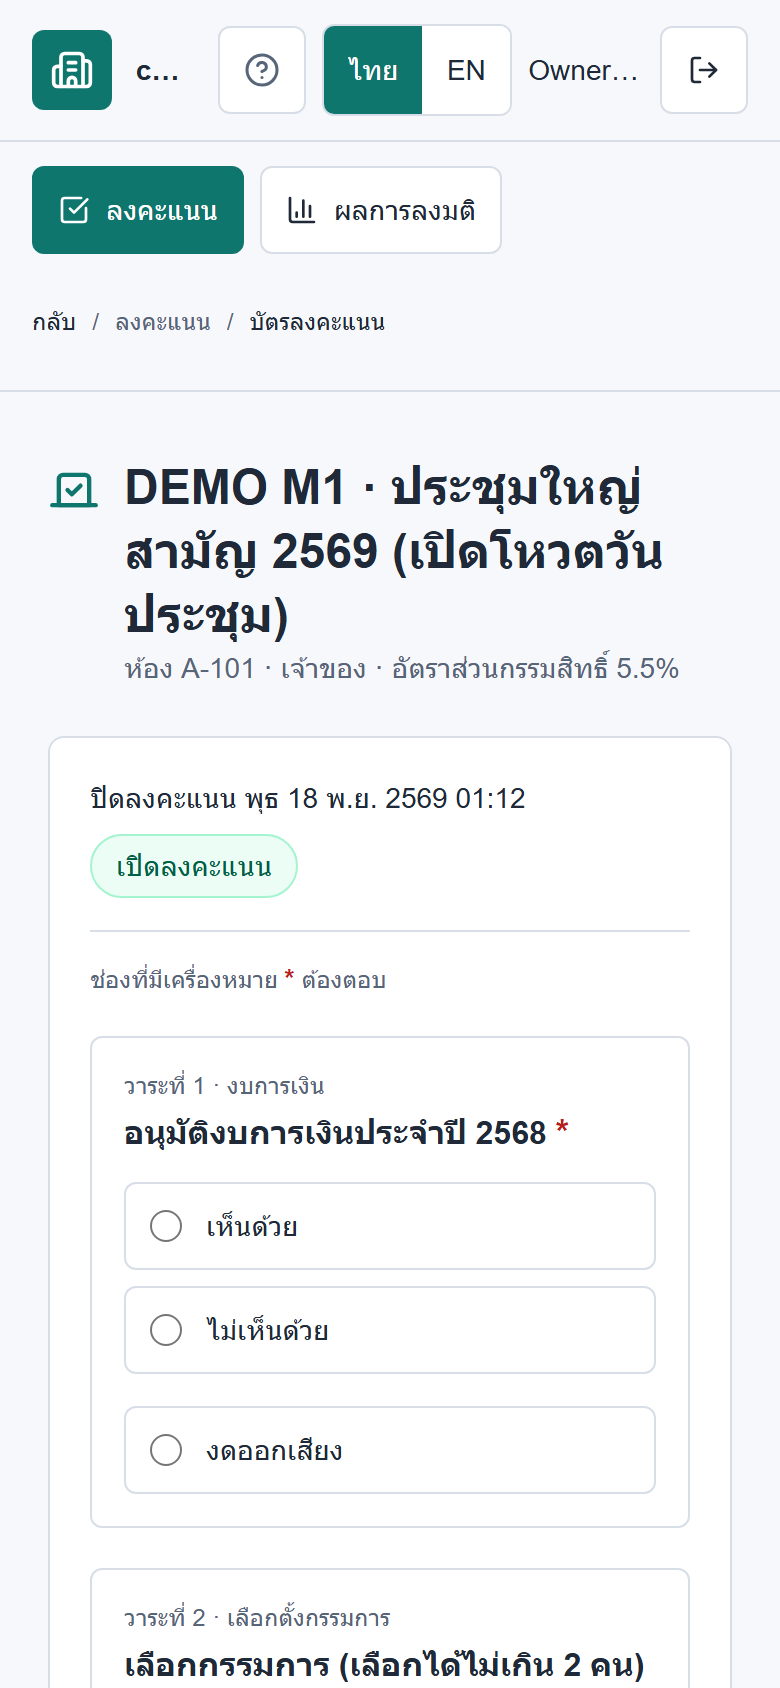 c...
ไทย
EN
Owner...
ลงคะแนน
ผลการลงมติ
กลับ / ลงคะแนน / บัตรลงคะแนน
DEMO M1 · ประชุมใหญ่
สามัญ 2569 (เปิดโหวตวัน
ประชุม)
ห้อง A-101 · เจ้าของ · อัตราส่วนกรรมสิทธิ์ 5.5%
ปิดลงคะแนน พุธ 18 พ.ย. 2569 01:12
เปิดลงคะแนน
ช่องที่มีเครื่องหมาย * ต้องตอบ
วาระที่ 1 · งบการเงิน
อนุมัติงบการเงินประจำปี 2568 *
เห็นด้วย
ไม่เห็นด้วย
งดออกเสียง
วาระที่ 2 · เลือกตั้งกรรมการ
เลือกกรรมการ (เลือกได้ไม่เกิน 2 คน)